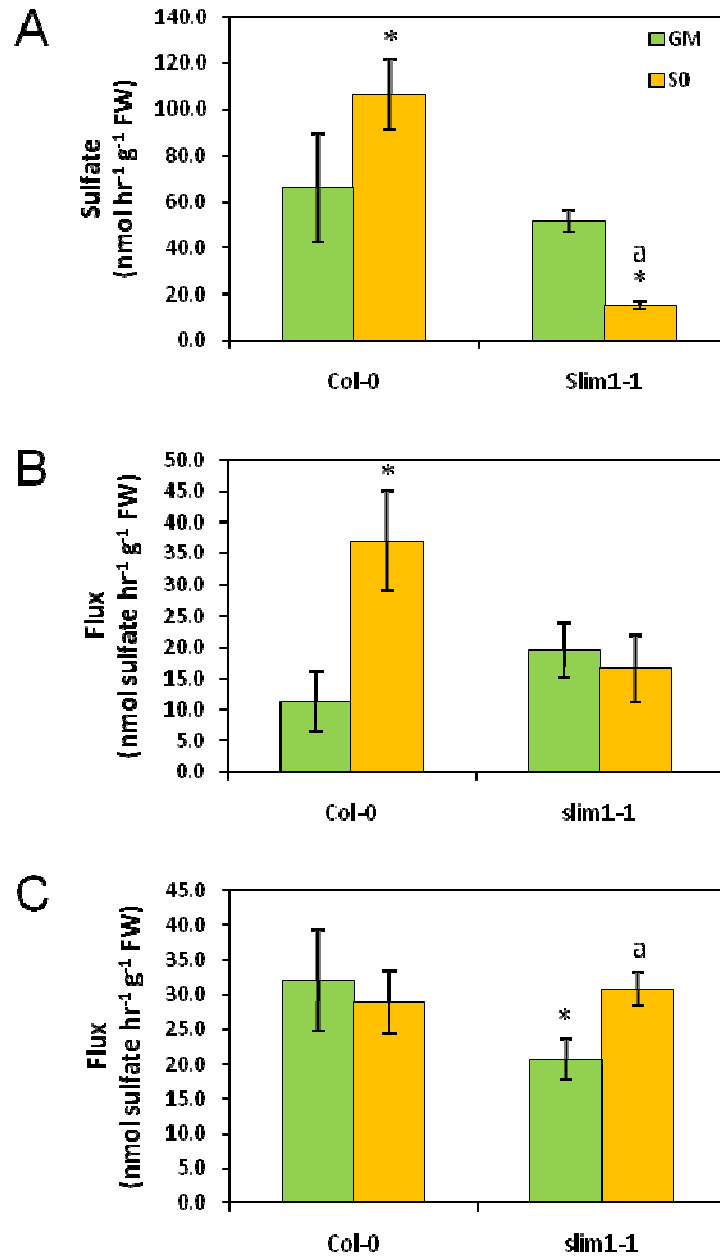 A
140.0
120.0
100.0
80.0
60.0
40.0
20.0
0.0
Sulfate
(nmol hr⁻¹ g⁻¹ FW)
*
a
*
GM
S0
Col-0
Slim1-1
B
50.0
45.0
40.0
35.0
30.0
25.0
20.0
15.0
10.0
5.0
0.0
Flux
(nmol sulfate hr⁻¹ g⁻¹ FW)
*
Col-0
slim1-1
C
45.0
40.0
35.0
30.0
25.0
20.0
15.0
10.0
5.0
0.0
Flux
(nmol sulfate hr⁻¹ g⁻¹ FW)
*
a
Col-0
slim1-1